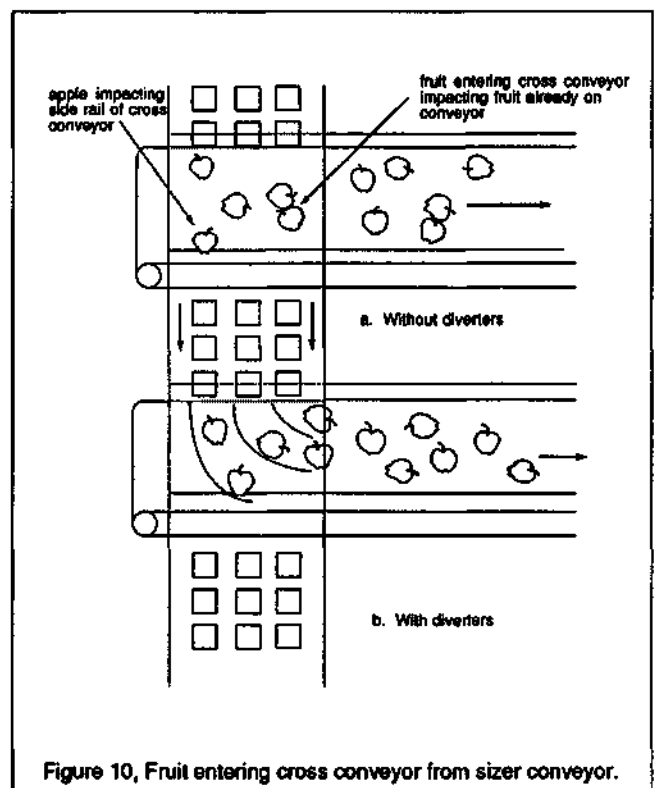 apple impacting
side rail of cross
conveyor
fruit entering cross conveyor
impacting fruit already on
conveyor
a. Without diverters
b. With diverters
Figure 10, Fruit entering cross conveyor from sizer conveyor.